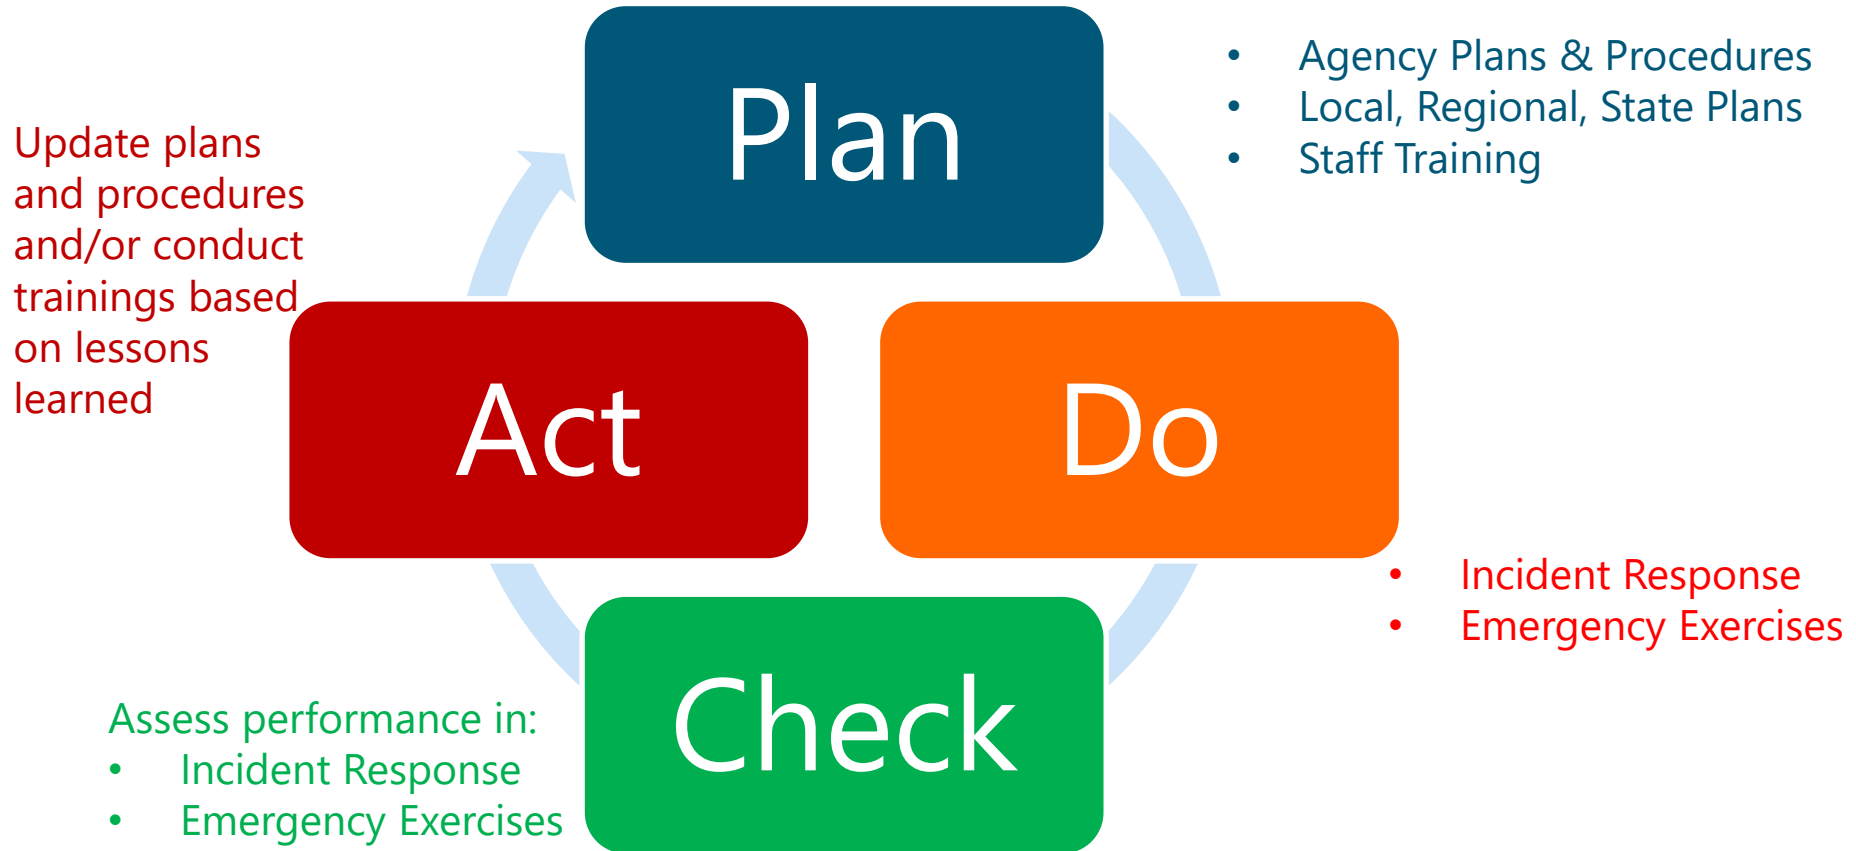 Plan
• Agency Plans & Procedures
• Local, Regional, State Plans
• Staff Training
Do
• Incident Response
• Emergency Exercises
Check
Assess performance in:
• Incident Response
• Emergency Exercises
Act
Update plans
and procedures
and/or conduct
trainings based
on lessons
learned